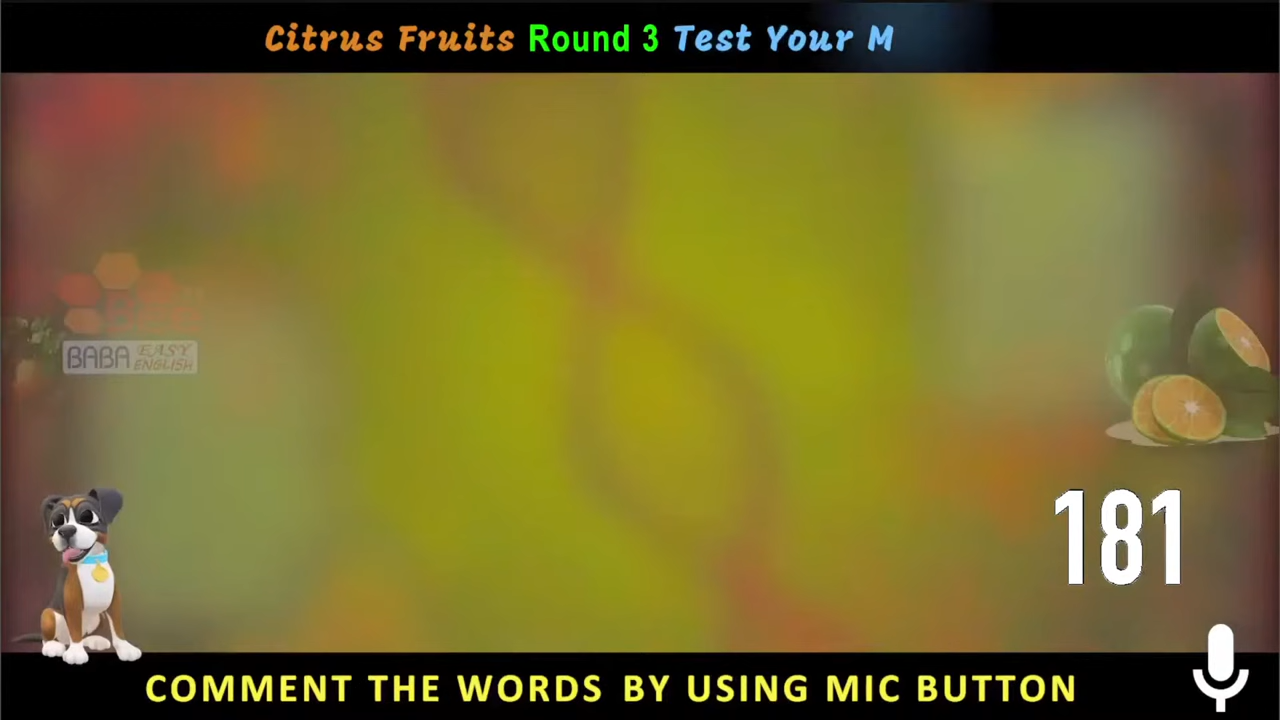 Citrus Fruits Round 3 Test Your M
BABA EASY ENGLISH
181
COMMENT THE WORDS BY USING MIC BUTTON